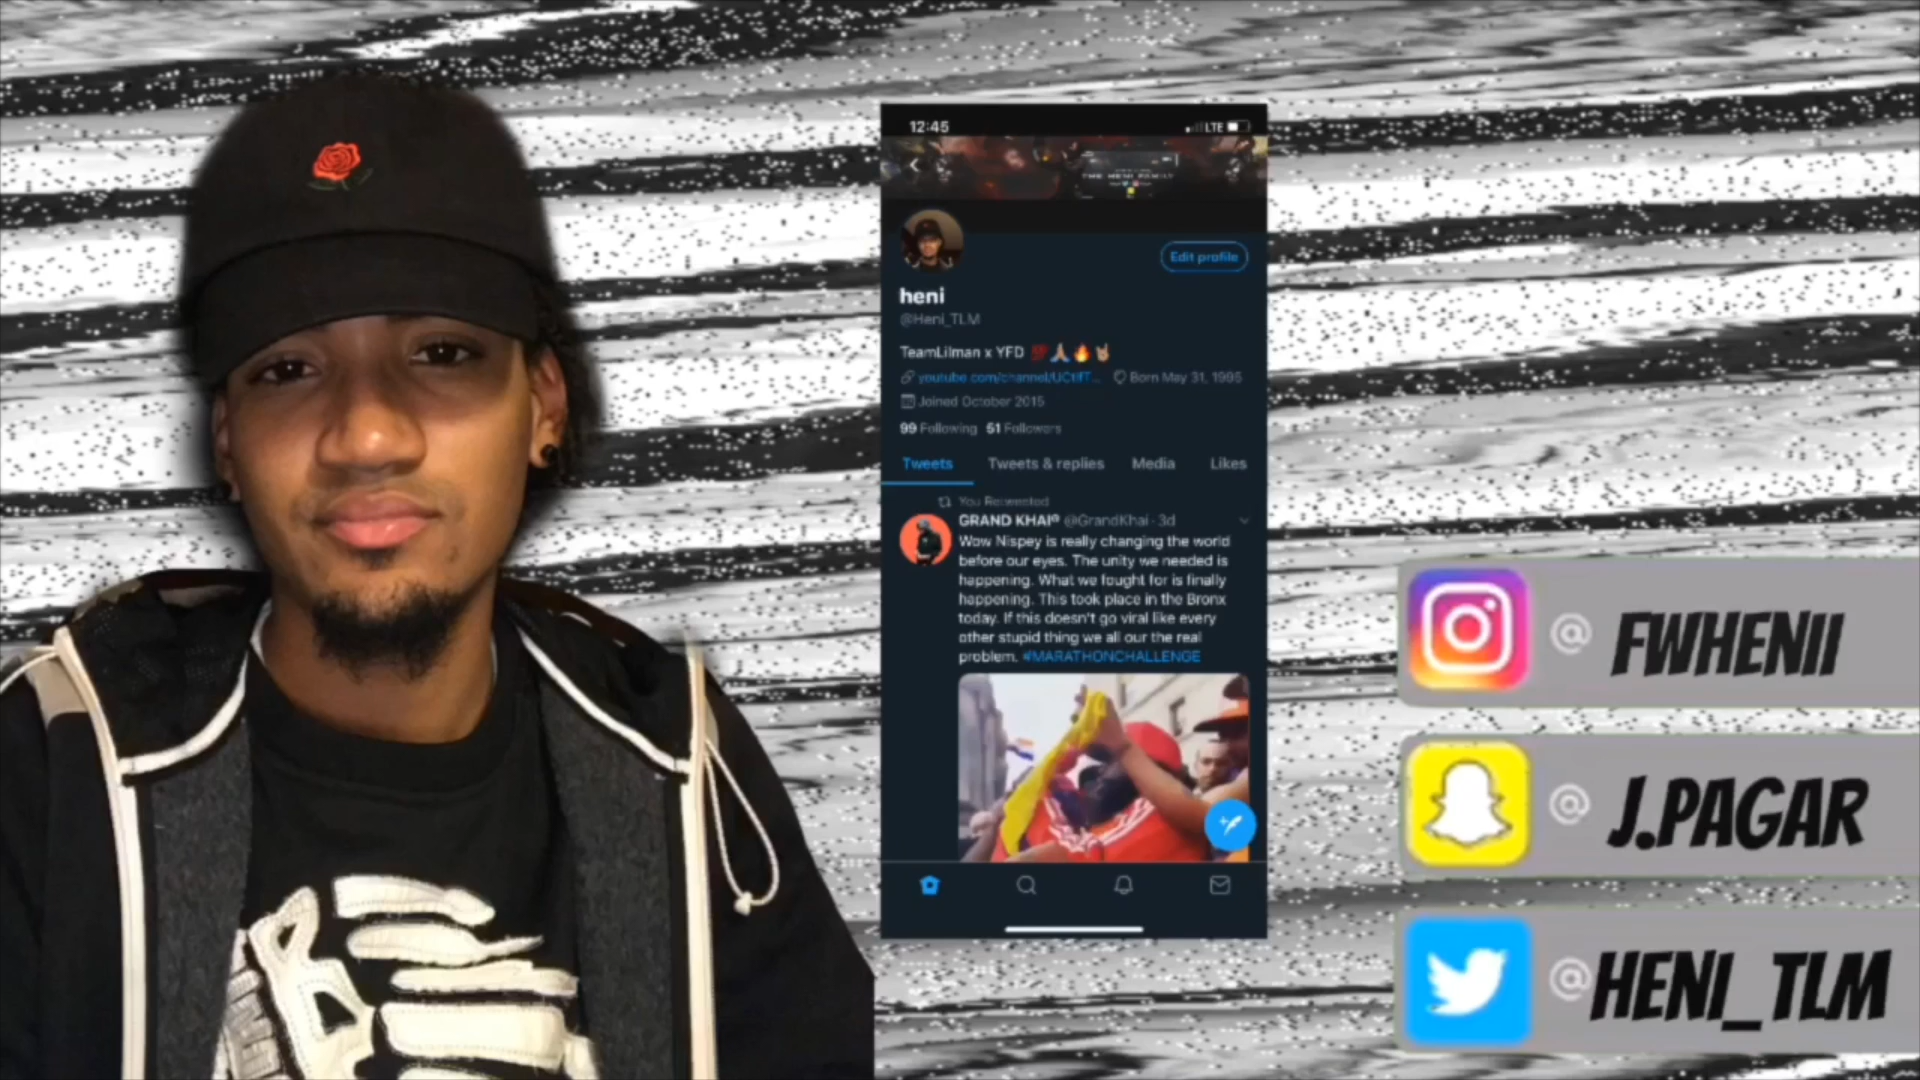 12:45
LTE
THE HENI FAMILY
Edit profile
heni
@Heni_TLM
TeamLilman x YFD 💯🙏🏽🔥🤘🏽
Born May 31, 1995
Joined October 2015
99 Following 51 Followers
Tweets Tweets & replies Media Likes
You Retweeted
GRAND KHAI® @GrandKhai · 3d
Wow Nispey is really changing the world
before our eyes. The unity we needed is
happening. What we fought for is finally
happening. This took place in the Bronx
today. If this doesn't go viral like every
other stupid thing we all our the real
problem. #MARATHONCHALLENGE
@ FWHENII
@ J.PAGAR
@HENI_TLM